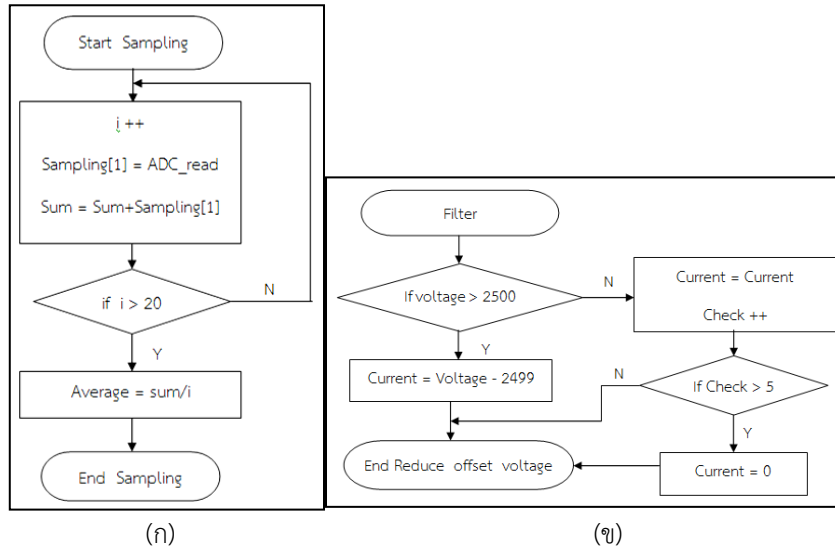 Start Sampling
i ++
Sampling[1] = ADC_read
Sum = Sum+Sampling[1]
if i > 20
N
Y
Average = sum/i
End Sampling
(ก)
Filter
If voltage > 2500
N
Current = Current
Check ++
Y
Current = Voltage - 2499
N
If Check > 5
Y
End Reduce offset voltage
Current = 0
(ข)